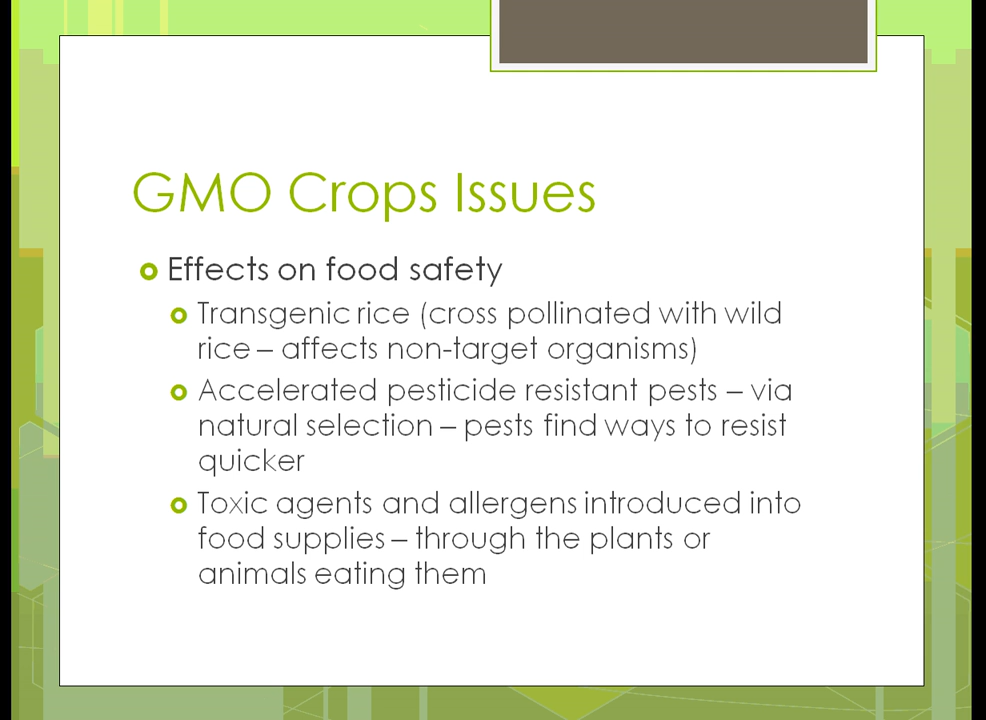 GMO Crops Issues
Effects on food safety
Transgenic rice (cross pollinated with wild
rice – affects non-target organisms)
Accelerated pesticide resistant pests – via
natural selection – pests find ways to resist
quicker
Toxic agents and allergens introduced into
food supplies – through the plants or
animals eating them